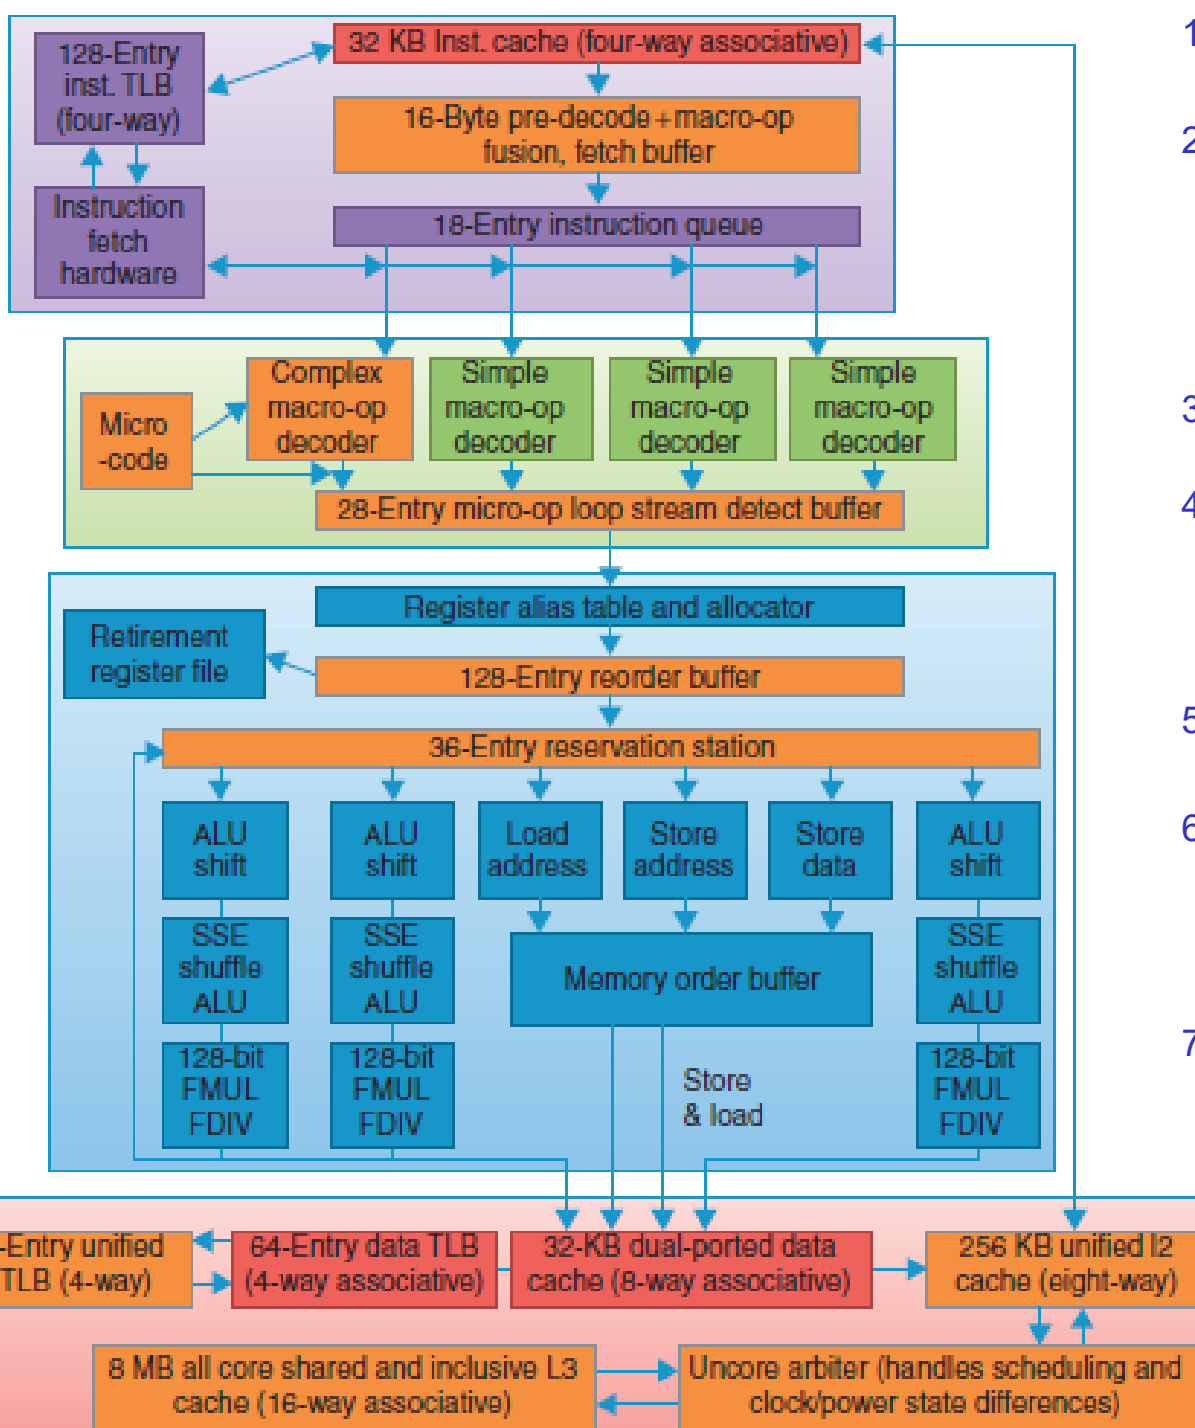 128-Entry
inst. TLB
(four-way)
32 KB Inst. cache (four-way associative)
1
16-Byte pre-decode+macro-op
fusion, fetch buffer
2
Instruction
fetch
hardware
18-Entry instruction queue
Micro
-code
Complex
macro-op
decoder
Simple
macro-op
decoder
Simple
macro-op
decoder
Simple
macro-op
decoder
3
28-Entry micro-op loop stream detect buffer
4
Register alias table and allocator
Retirement
register file
128-Entry reorder buffer
36-Entry reservation station
5
ALU
shift
ALU
shift
Load
address
Store
address
Store
data
ALU
shift
6
SSE
shuffle
ALU
SSE
shuffle
ALU
Memory order buffer
SSE
shuffle
ALU
128-bit
FMUL
FDIV
128-bit
FMUL
FDIV
Store
& load
128-bit
FMUL
FDIV
7
-Entry unified
TLB (4-way)
64-Entry data TLB
(4-way associative)
32-KB dual-ported data
cache (8-way associative)
256 KB unified l2
cache (eight-way)
8 MB all core shared and inclusive L3
cache (16-way associative)
Uncore arbiter (handles scheduling and
clock/power state differences)